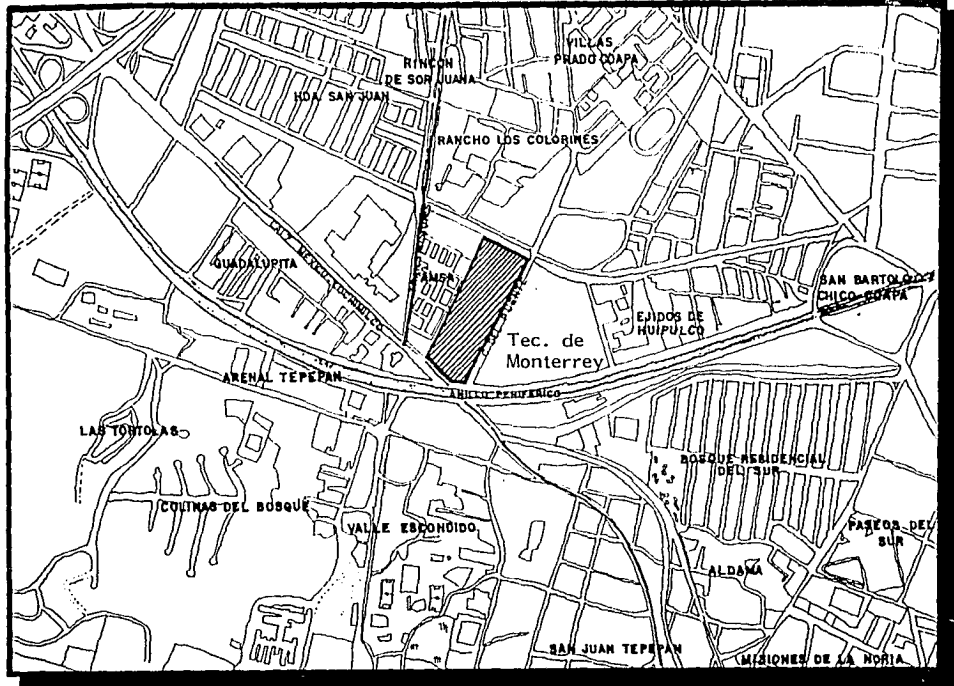 VILLAS
PRADO COAPA
RINCON
DE SOR JUANA
HDA. SAN JUAN
RANCHO LOS COLORINES
GUADALUPITA
AMSA
SAN BARTOLO
CHICO-COAPA
EJIDOS DE
HUIPULCO
Tec. de
Monterrey
ARENAL TEPEPAN
ANILLO PERIFERICO
LAS TORTOLAS
BOSQUE RESIDENCIAL
DEL SUR
COLINAS DEL BOSQUE
VALLE ESCONDIDO
PASEOS DEL
SUR
ALDAMA
SAN JUAN TEPEPAN
MISIONES DE LA NORIA